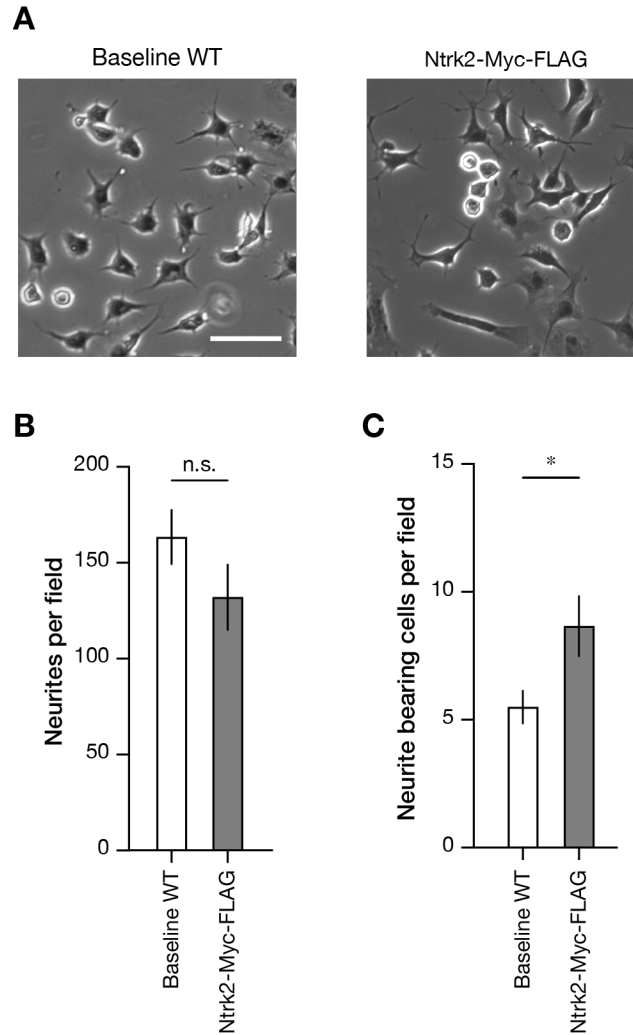 A
Baseline WT
Ntrk2-Myc-FLAG
B
200
150
100
50
0
Neurites per field
n.s.
Baseline WT
Ntrk2-Myc-FLAG
C
15
10
5
0
Neurite bearing cells per field
*
Baseline WT
Ntrk2-Myc-FLAG